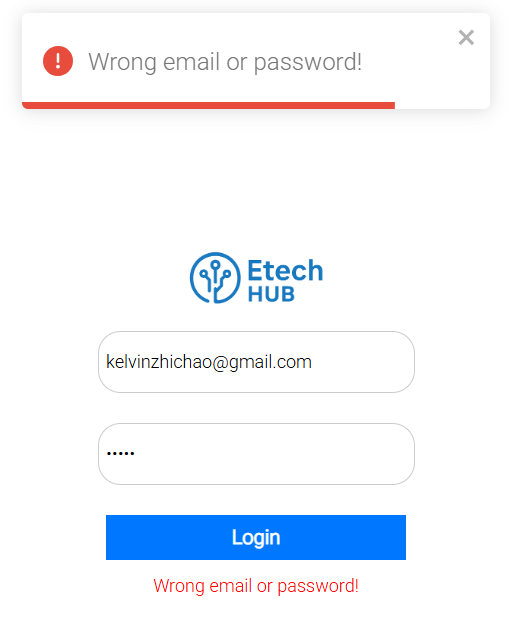 Wrong email or password!
Etech
HUB
kelvinzhichao@gmail.com
•••••
Login
Wrong email or password!